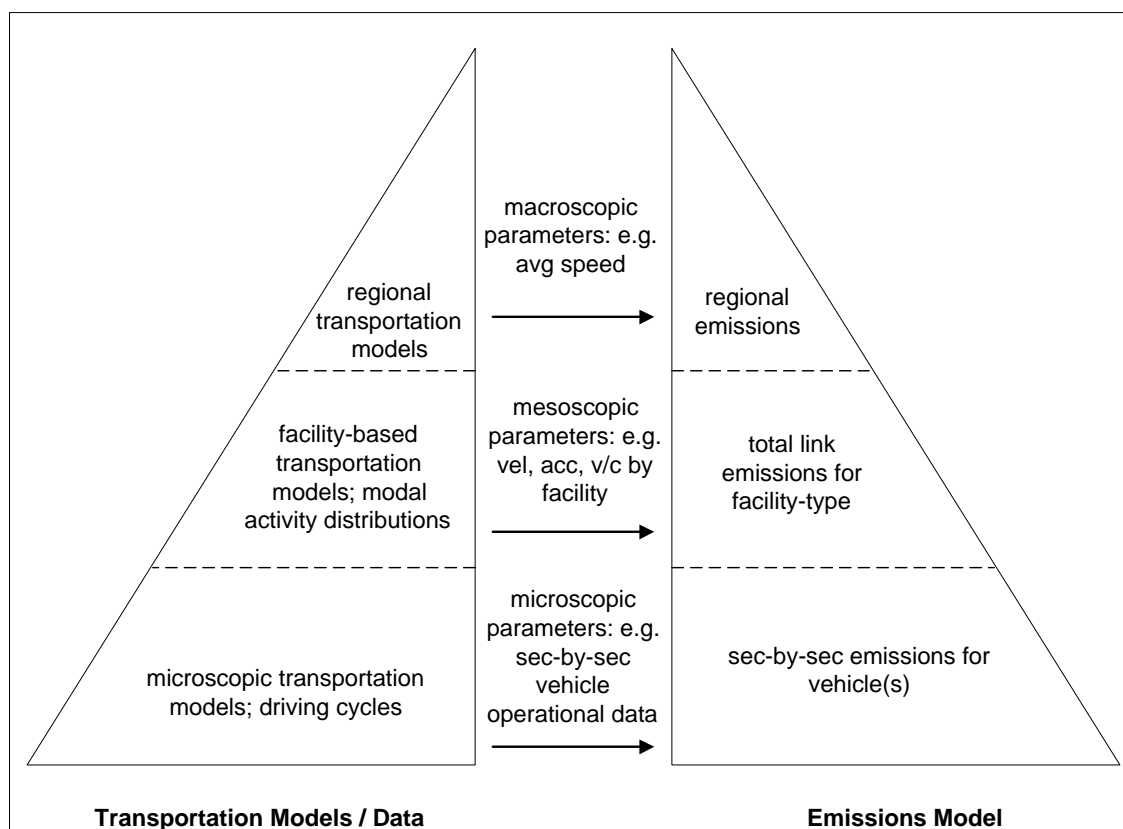 macroscopic
parameters: e.g.
avg speed
regional
transportation
models
regional
emissions
mesoscopic
parameters: e.g.
vel, acc, v/c by
facility
facility-based
transportation
models; modal
activity distributions
total link
emissions for
facility-type
microscopic
parameters: e.g.
sec-by-sec
vehicle
operational data
microscopic transportation
models; driving cycles
sec-by-sec emissions for
vehicle(s)
Transportation Models / Data
Emissions Model